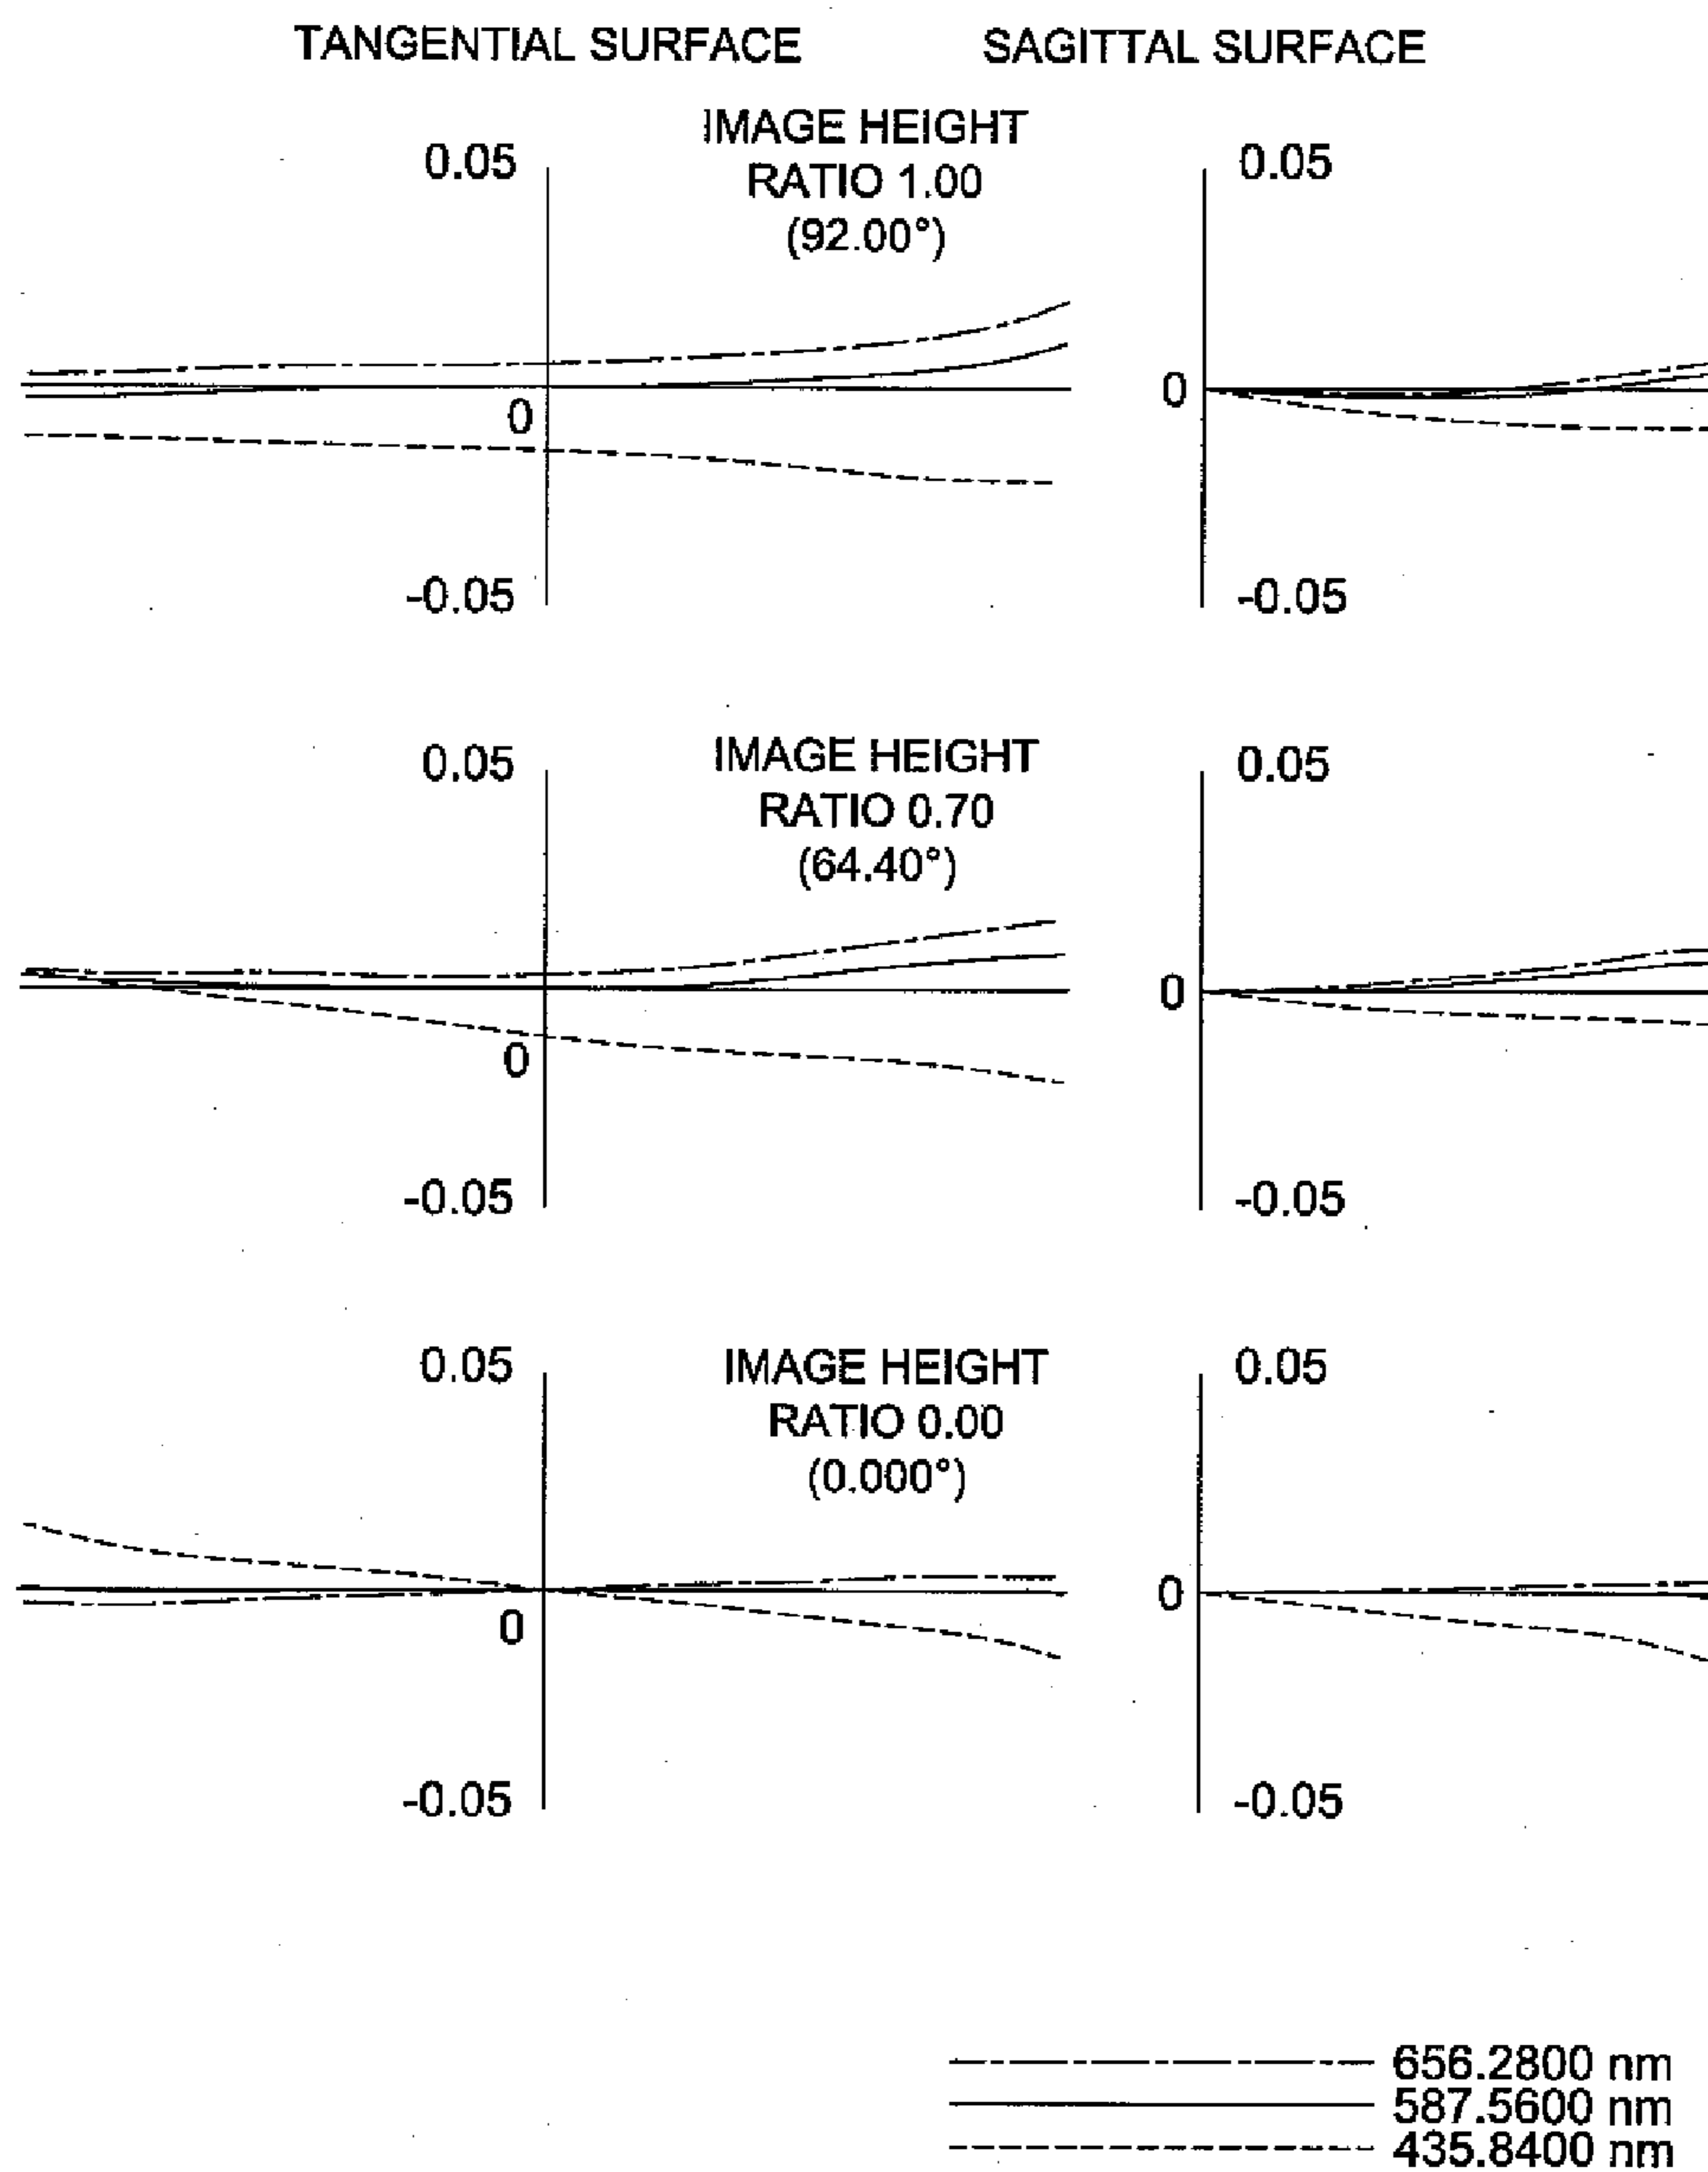 TANGENTIAL SURFACE SAGITTAL SURFACE
IMAGE HEIGHT
RATIO 1.00
(92.00°)
0.05 0.05
0 0
-0.05 -0.05
IMAGE HEIGHT
RATIO 0.70
(64.40°)
0.05 0.05
0 0
-0.05 -0.05
IMAGE HEIGHT
RATIO 0.00
(0.000°)
0.05 0.05
0 0
-0.05 -0.05
656.2800 nm
587.5600 nm
435.8400 nm